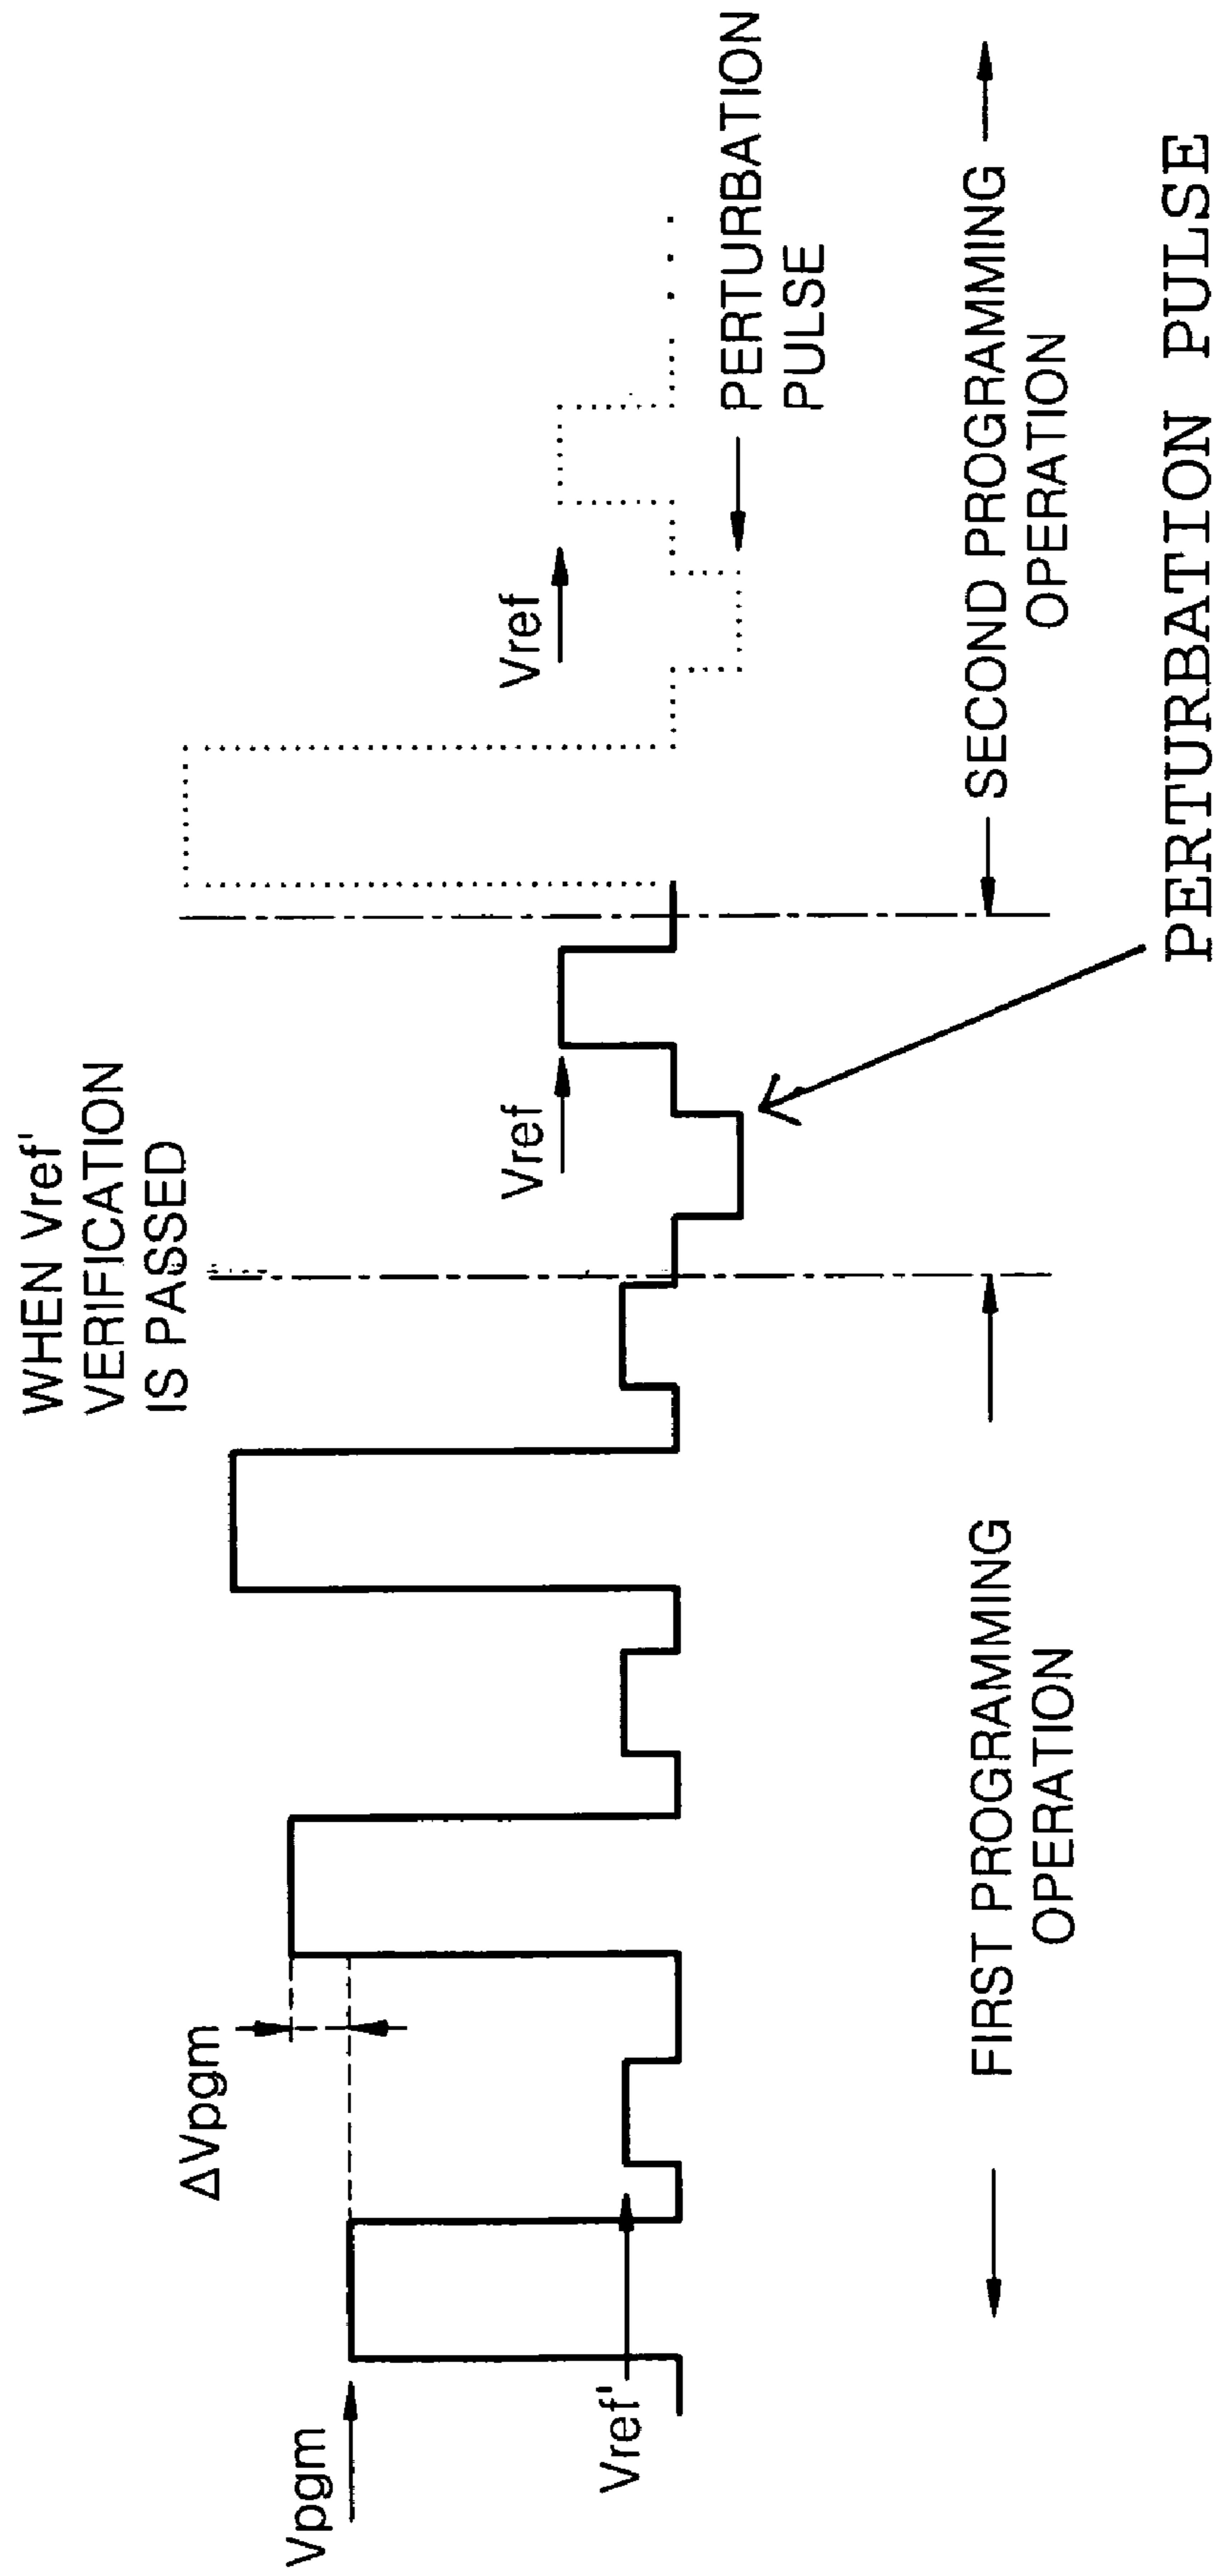 WHEN Vref'
VERIFICATION
IS PASSED
ΔVpgm
Vpgm
Vref'
Vref
Vref
PERTURBATION
PULSE
FIRST PROGRAMMING
OPERATION
SECOND PROGRAMMING
OPERATION
PERTURBATION PULSE